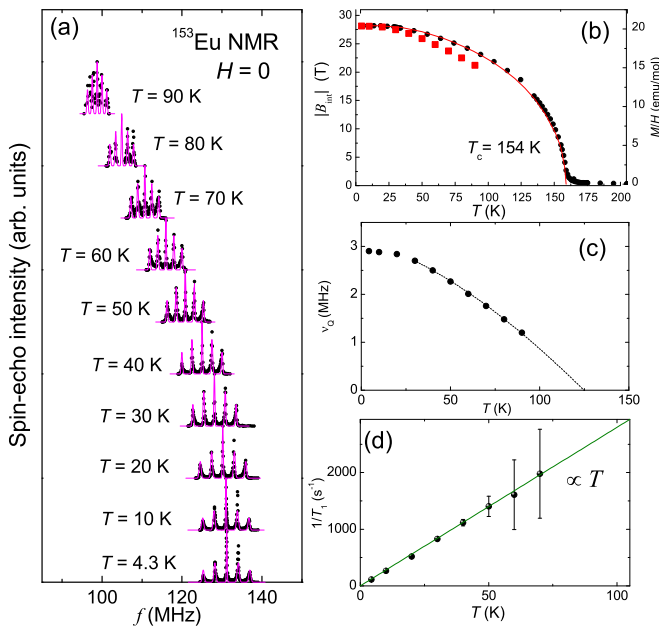 (a)
¹⁵³Eu NMR
H = 0
T = 90 K
T = 80 K
T = 70 K
T = 60 K
T = 50 K
T = 40 K
T = 30 K
T = 20 K
T = 10 K
T = 4.3 K
Spin-echo intensity (arb. units)
100 120 140
f (MHz)
(b)
30
25
20
15
10
5
0
|B_int| (T)
20
15
10
5
0
M/H (emu/mol)
T_c = 154 K
0 25 50 75 100 125 150 175 200
T (K)
(c)
3
2
1
0
ν_Q (MHz)
0 50 100 150
T (K)
(d)
∝ T
2000
1000
0
1/T₁ (s⁻¹)
0 50 100
T (K)